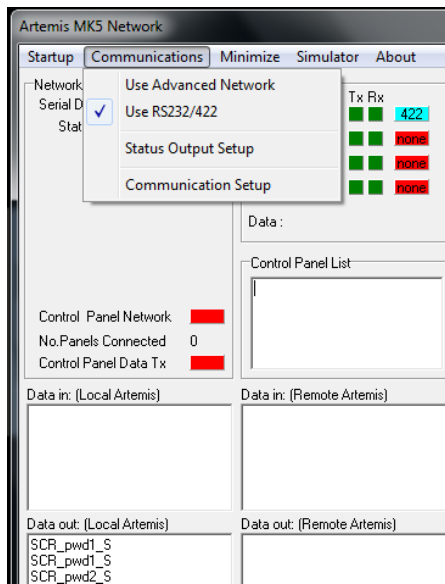 Artemis MK5 Network
Startup Communications Minimize Simulator About
Use Advanced Network
Use RS232/422
Status Output Setup
Communication Setup
Network
Serial D
Stat
Tx Rx
422
none
none
none
Data :
Control Panel List
Control Panel Network
No.Panels Connected 0
Control Panel Data Tx
Data in: (Local Artemis)
Data in: (Remote Artemis)
Data out: (Local Artemis)
Data out: (Remote Artemis)
SCR_pwd1_S
SCR_pwd1_S
SCR_pwd2_S